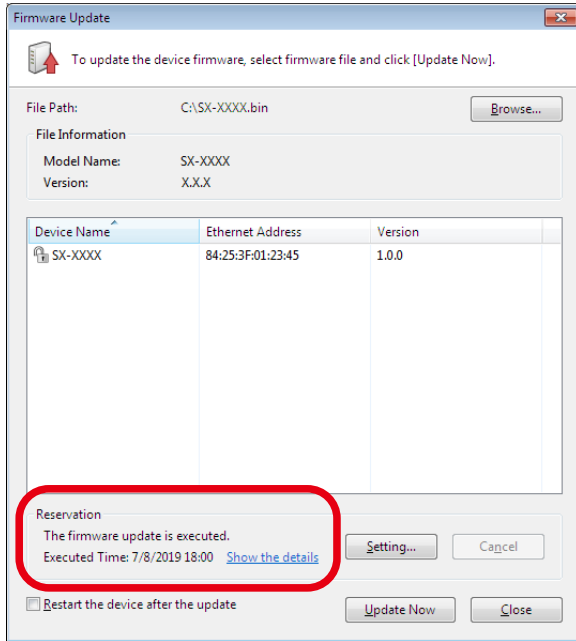 Firmware Update
To update the device firmware, select firmware file and click [Update Now].
File Path: C:\SX-XXXX.bin Browse...
File Information
Model Name: SX-XXXX
Version: X.X.X
Device Name Ethernet Address Version
SX-XXXX 84:25:3F:01:23:45 1.0.0
Reservation
The firmware update is executed.
Executed Time: 7/8/2019 18:00 Show the details
Setting... Cancel
Restart the device after the update
Update Now Close